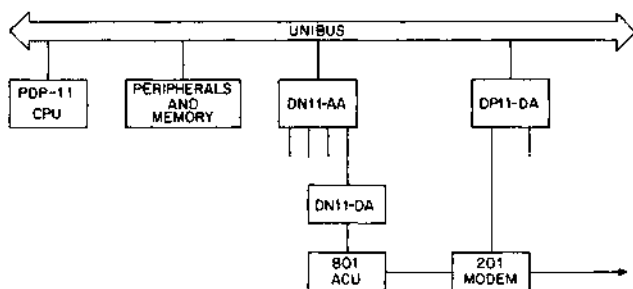 UNIBUS
PDP-11
CPU
PERIPHERALS
AND
MEMORY
DN11-AA
DP11-DA
DN11-DA
801
ACU
201
MODEM